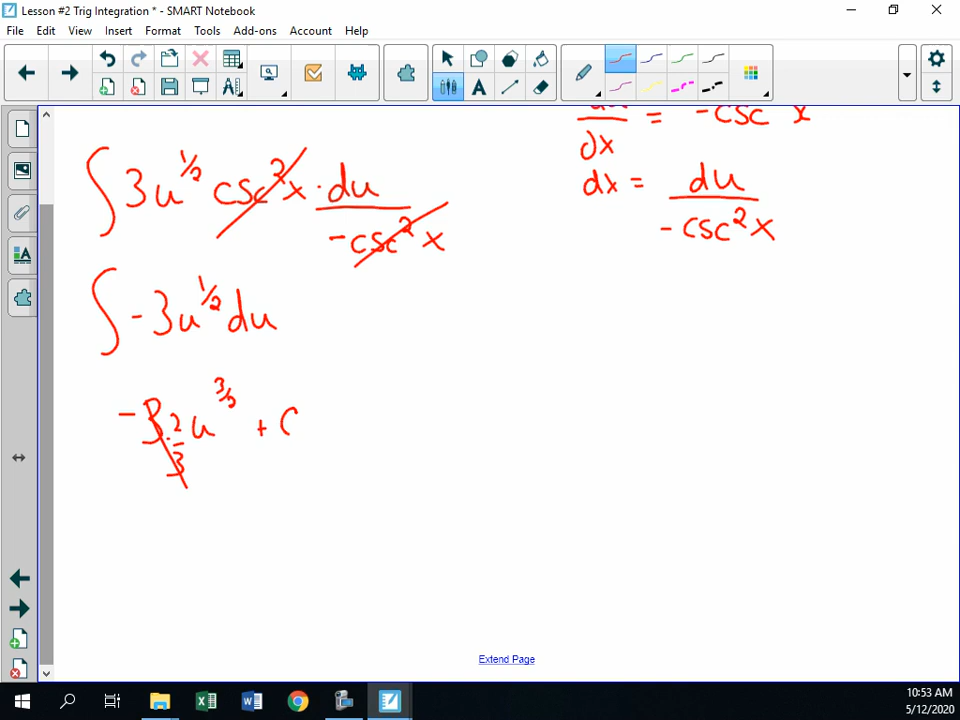 Lesson #2 Trig Integration * - SMART Notebook
File Edit View Insert Format Tools Add-ons Account Help
du/dx = -csc x
∫ 3u^1/2 csc²x · du/-csc²x
dx = du/-csc²x
∫ -3u^1/2 du
-3 · 2/3 u^3/2 + C
Extend Page
10:53 AM
5/12/2020